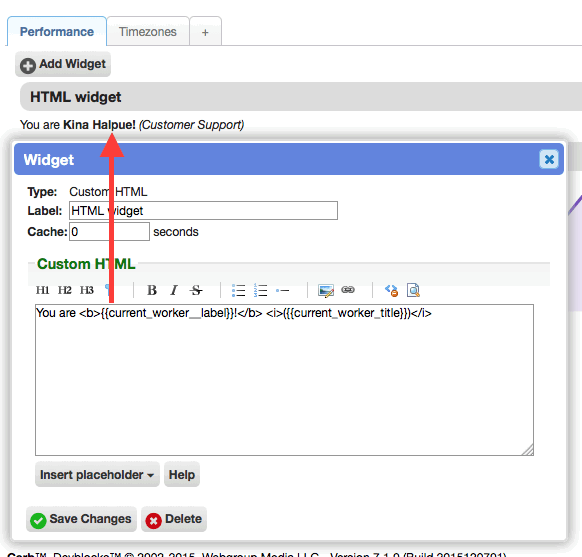 Performance Timezones +
Add Widget
HTML widget
You are Kina Halpue! (Customer Support)
Widget
Type: Custom HTML
Label: HTML widget
Cache: 0 seconds
Custom HTML
H1 H2 H3 B I S
You are <b>{{current_worker__label}}!</b> <i>({{current_worker_title}})</i>
Insert placeholder Help
Save Changes Delete
Cerb™, Devblocks™ © 2002-2015, Webgroup Media LLC - Version 7.1.0 (Build 2015120701)